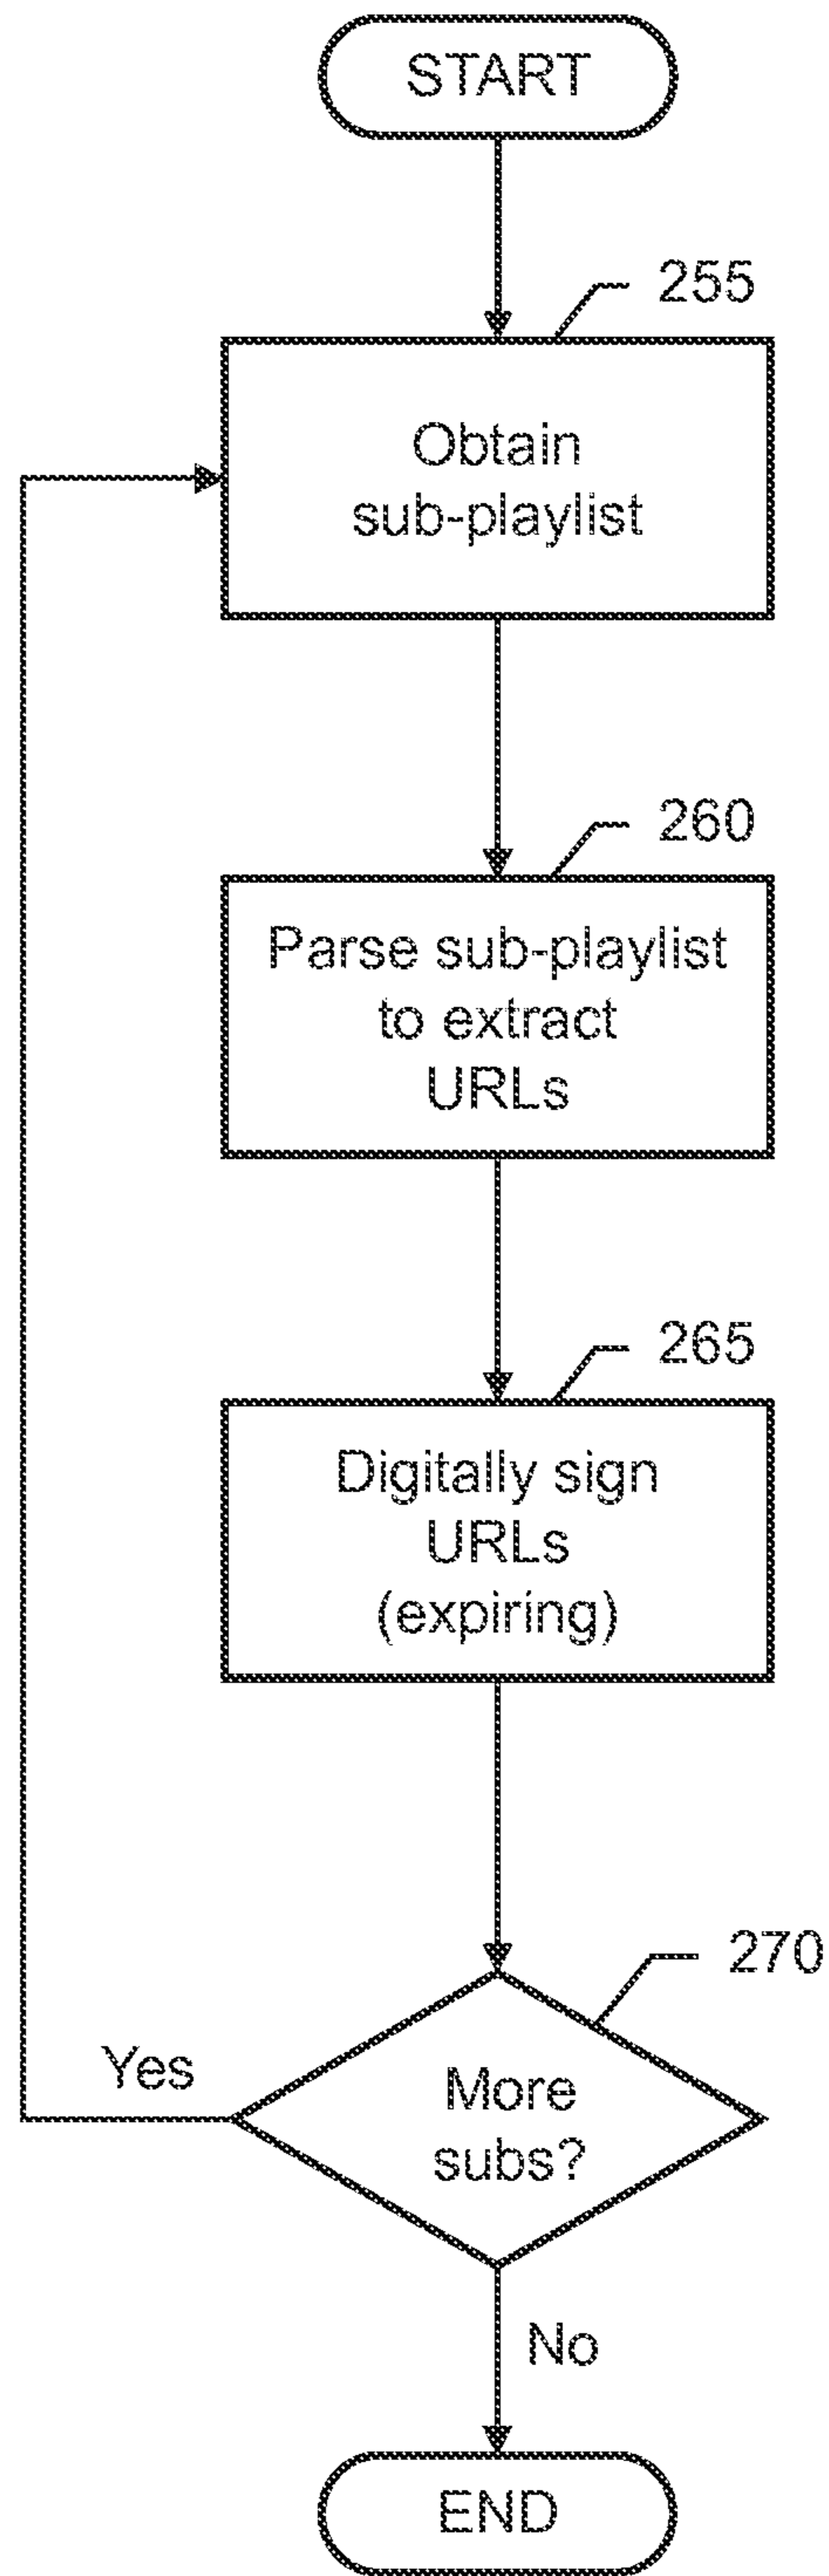 START
255
Obtain
sub-playlist
260
Parse sub-playlist
to extract
URLs
265
Digitally sign
URLs
(expiring)
270
Yes
More
subs?
No
END